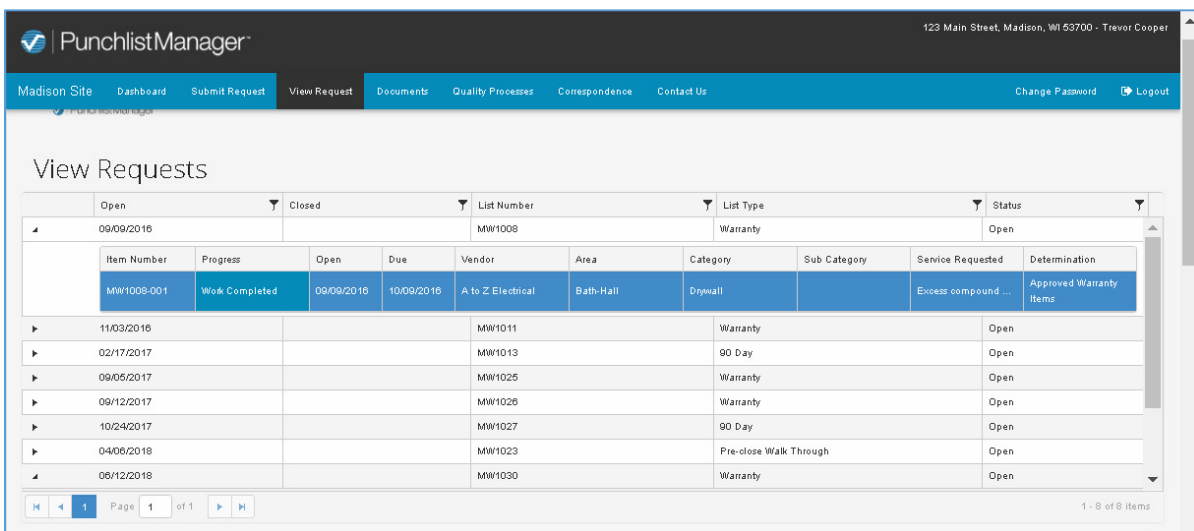 123 Main Street, Madison, WI 53700 - Trevor Cooper
PunchlistManager
Madison Site Dashboard Submit Request View Request Documents Quality Processes Correspondence Contact Us Change Password Logout
PunchlistManager
View Requests
Open Closed List Number List Type Status
09/09/2016 MW1008 Warranty Open
Item Number Progress Open Due Vendor Area Category Sub Category Service Requested Determination
MW1008-001 Work Completed 09/09/2016 10/09/2016 A to Z Electrical Bath-Hall Drywall Excess compound ... Approved Warranty
Items
11/03/2016 MW1011 Warranty Open
02/17/2017 MW1013 90 Day Open
09/05/2017 MW1025 Warranty Open
09/12/2017 MW1026 Warranty Open
10/24/2017 MW1027 90 Day Open
04/06/2018 MW1023 Pre-close Walk Through Open
06/12/2018 MW1030 Warranty Open
1 Page 1 of 1 1 - 8 of 8 items